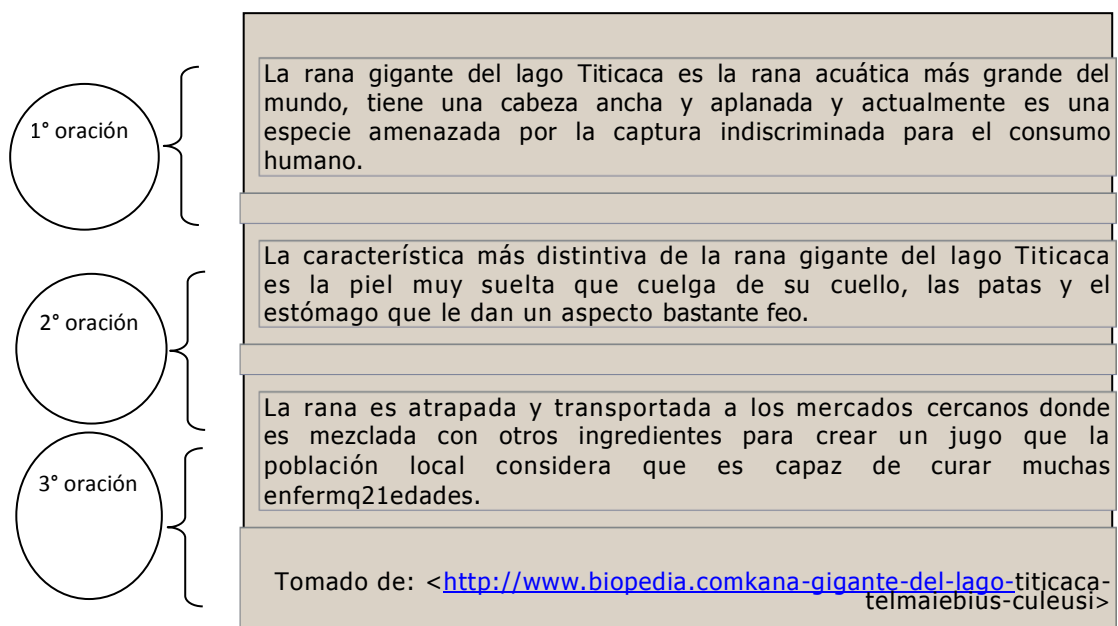 1° oración
La rana gigante del lago Titicaca es la rana acuática más grande del
mundo, tiene una cabeza ancha y aplanada y actualmente es una
especie amenazada por la captura indiscriminada para el consumo
humano.
2° oración
La característica más distintiva de la rana gigante del lago Titicaca
es la piel muy suelta que cuelga de su cuello, las patas y el
estómago que le dan un aspecto bastante feo.
3° oración
La rana es atrapada y transportada a los mercados cercanos donde
es mezclada con otros ingredientes para crear un jugo que la
población local considera que es capaz de curar muchas
enfermq21edades.
Tomado de: <http://www.biopedia.comkana-gigante-del-lago-titicaca-
telmaiebius-culeusi>